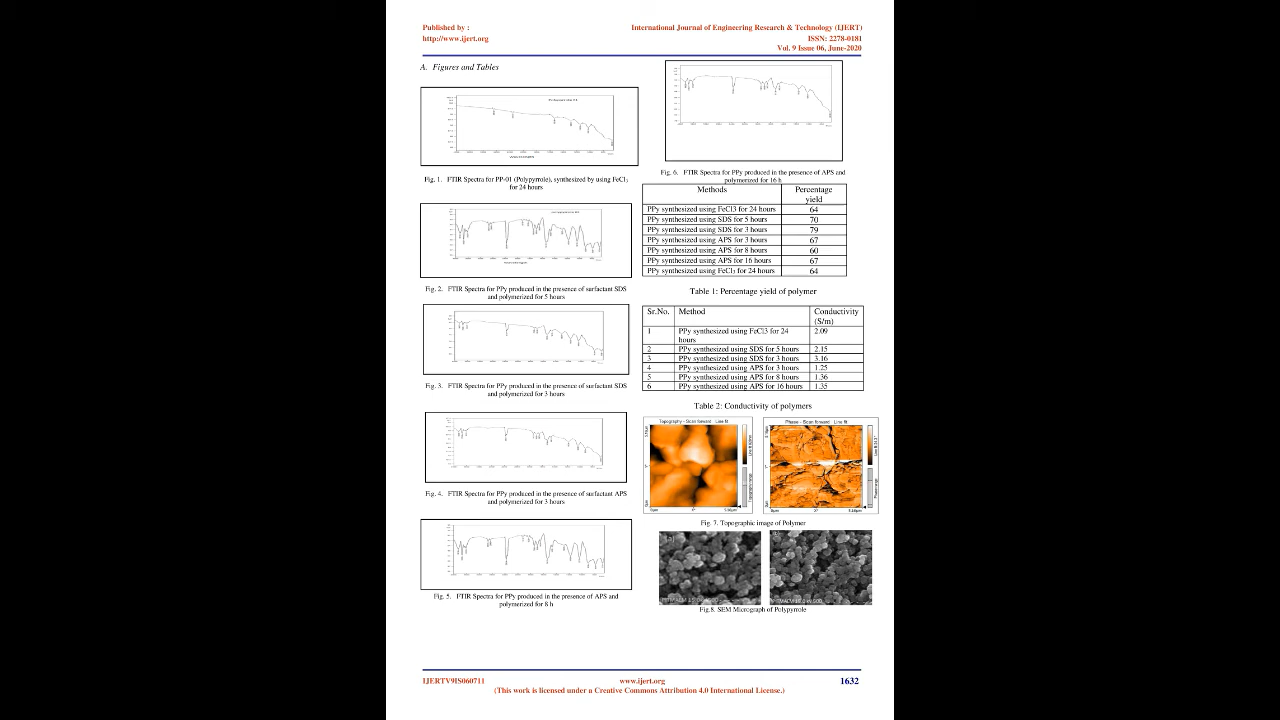 Published by :
http://www.ijert.org
International Journal of Engineering Research & Technology (IJERT)
ISSN: 2278-0181
Vol. 9 Issue 06, June-2020
A. Figures and Tables
Fig. 1. FTIR Spectra for PP-01 (Polypyrrole), synthesized by using FeCl3
for 24 hours
Fig. 2. FTIR Spectra for PPy produced in the presence of surfactant SDS
and polymerized for 5 hours
Fig. 3. FTIR Spectra for PPy produced in the presence of surfactant SDS
and polymerized for 3 hours
Fig. 4. FTIR Spectra for PPy produced in the presence of surfactant APS
and polymerized for 3 hours
Fig. 5. FTIR Spectra for PPy produced in the presence of APS and
polymerized for 8 h
Fig. 6. FTIR Spectra for PPy produced in the presence of APS and
polymerized for 16 h
Methods Percentage
yield
PPy synthesized using FeCl3 for 24 hours 64
PPy synthesized using SDS for 5 hours 70
PPy synthesized using SDS for 3 hours 79
PPy synthesized using APS for 3 hours 67
PPy synthesized using APS for 8 hours 60
PPy synthesized using APS for 16 hours 67
PPy synthesized using FeCl3 for 24 hours 64
Table 1: Percentage yield of polymer
Sr.No. Method Conductivity
(S/m)
1 PPy synthesized using FeCl3 for 24 2.09
hours
2 PPy synthesized using SDS for 5 hours 2.15
3 PPy synthesized using SDS for 3 hours 3.16
4 PPy synthesized using APS for 3 hours 1.25
5 PPy synthesized using APS for 8 hours 1.36
6 PPy synthesized using APS for 16 hours 1.35
Table 2: Conductivity of polymers
Topography - Scan forward Line fit
Phase - Scan forward Line fit
Fig. 7. Topographic image of Polymer
Fig.8. SEM Micrograph of Polypyrrole
IJERTV9IS060711
www.ijert.org
1632
(This work is licensed under a Creative Commons Attribution 4.0 International License.)